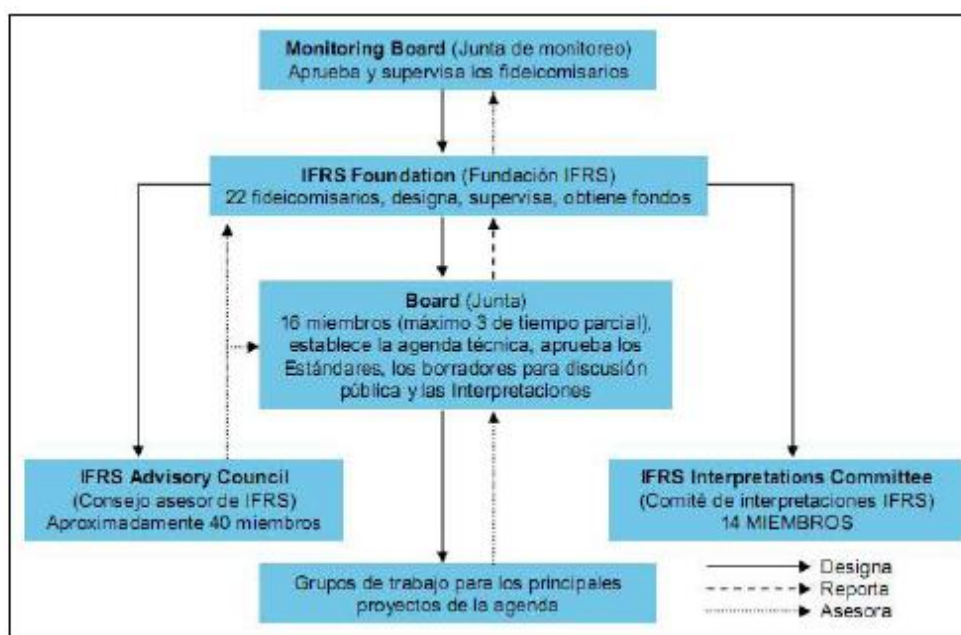 Monitoring Board (Junta de monitoreo)
Aprueba y supervisa los fideicomisarios
IFRS Foundation (Fundación IFRS)
22 fideicomisarios, designa, supervisa, obtiene fondos
Board (Junta)
16 miembros (máximo 3 de tiempo parcial),
establece la agenda técnica, aprueba los
Estándares, los borradores para discusión
pública y las Interpretaciones
IFRS Advisory Council
(Consejo asesor de IFRS)
Aproximadamente 40 miembros
IFRS Interpretations Committee
(Comité de interpretaciones IFRS)
14 MIEMBROS
Grupos de trabajo para los principales
proyectos de la agenda
Designa
Reporta
Asesora